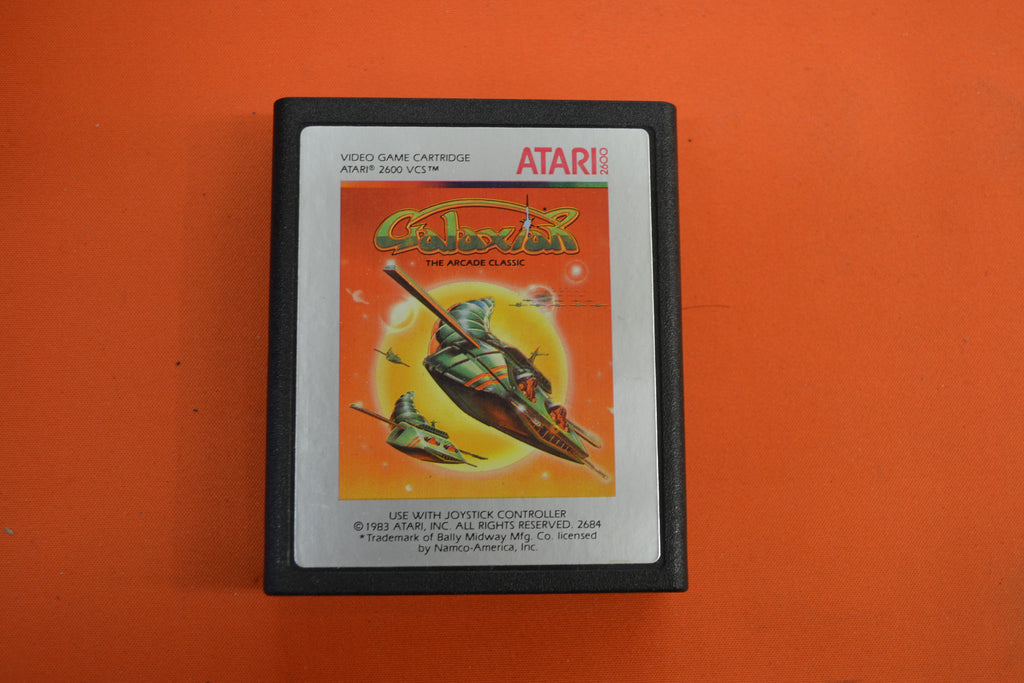 VIDEO GAME CARTRIDGE
ATARI® 2600 VCS™
ATARI 2600
Galaxian
THE ARCADE CLASSIC
USE WITH JOYSTICK CONTROLLER
©1983 ATARI, INC. ALL RIGHTS RESERVED. 2684
*Trademark of Bally Midway Mfg. Co. licensed
by Namco-America, Inc.